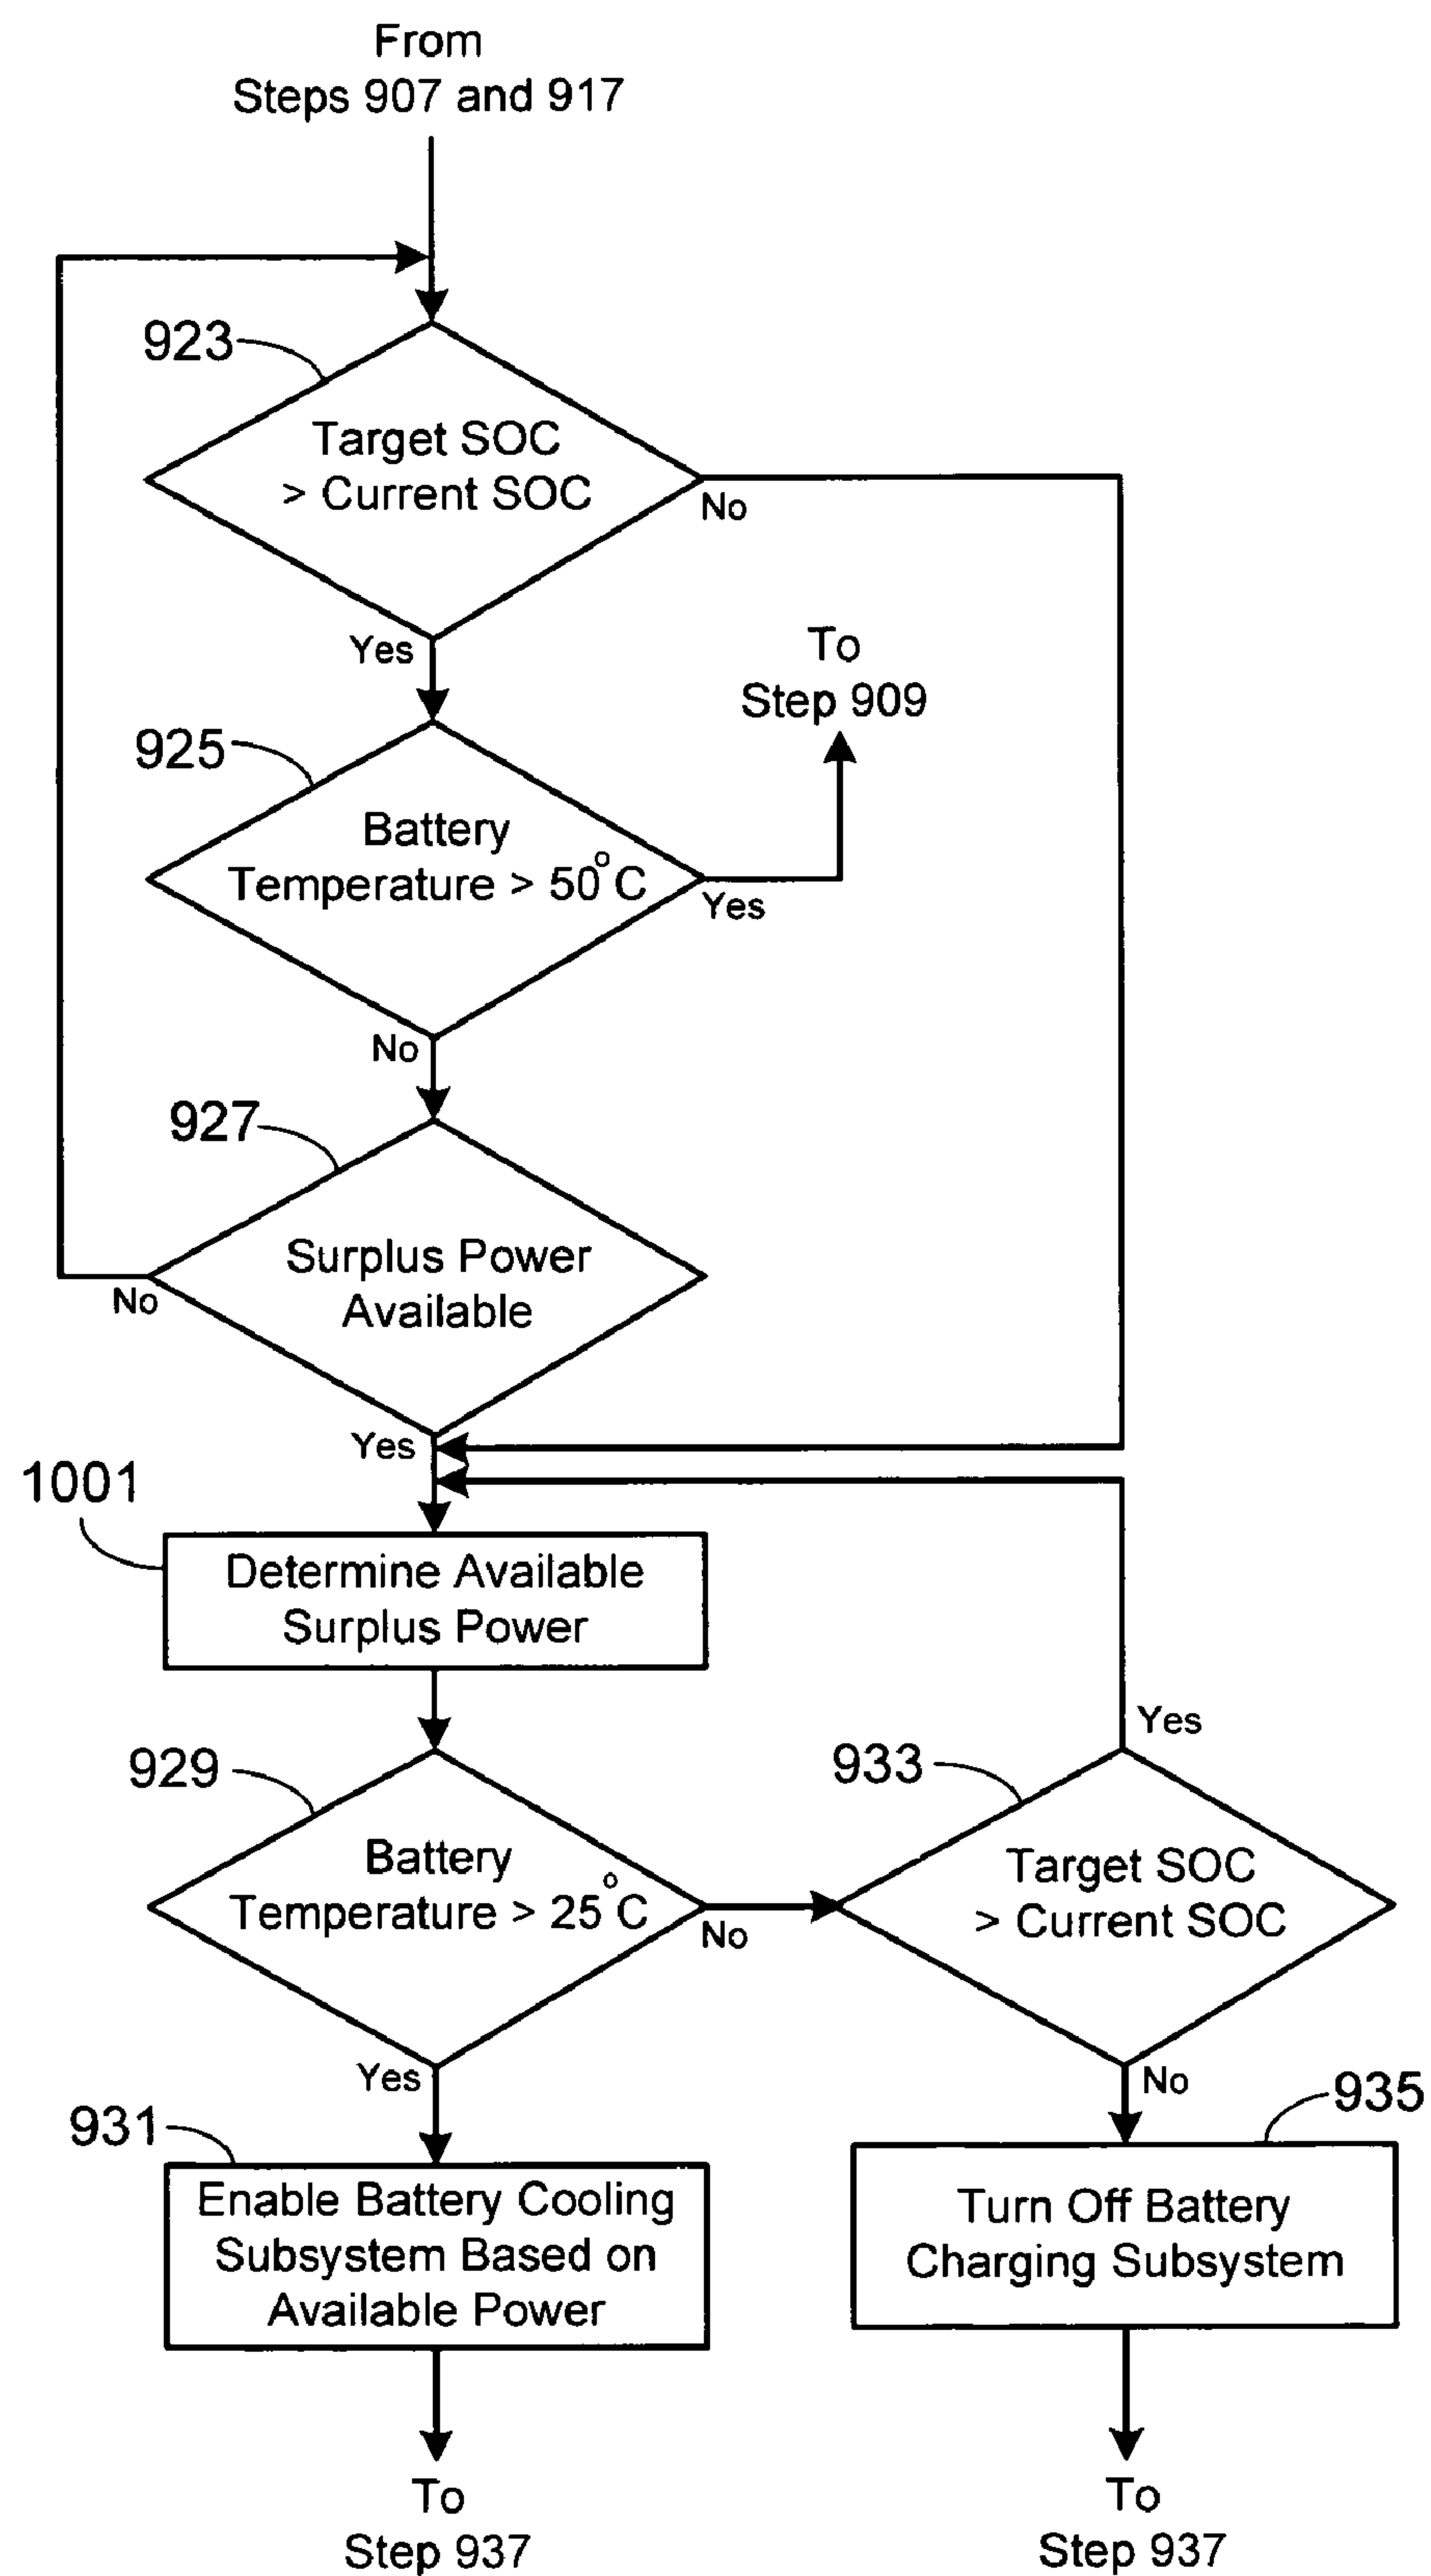 From
Steps 907 and 917
923
Target SOC
> Current SOC
No
Yes
To
Step 909
925
Battery
Temperature > 50°C
Yes
No
927
Surplus Power
Available
No
Yes
1001
Determine Available
Surplus Power
929
Battery
Temperature > 25°C
No
Yes
933
Target SOC
> Current SOC
Yes
No
931
Enable Battery Cooling
Subsystem Based on
Available Power
935
Turn Off Battery
Charging Subsystem
To
Step 937
To
Step 937